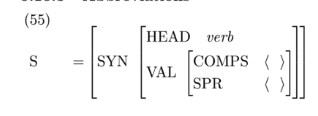 (55)
[HEAD verb
S = [SYN [VAL [COMPS ⟨ ⟩
SPR ⟨ ⟩]]]